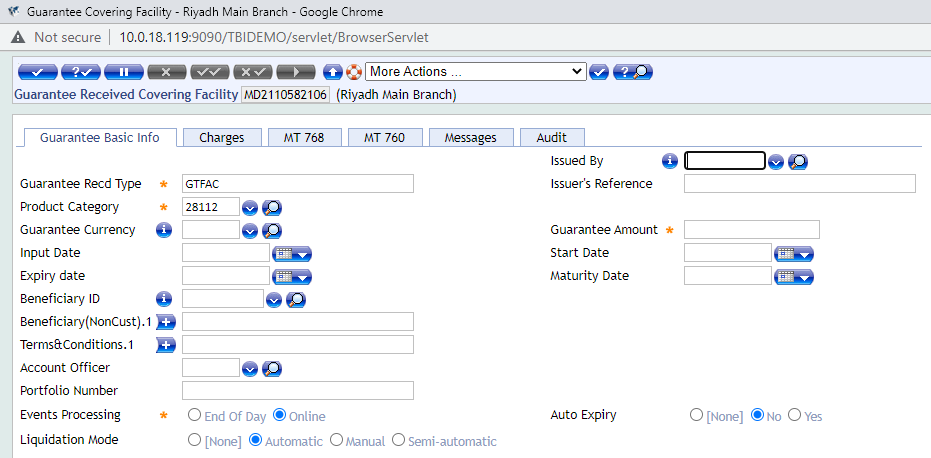 Guarantee Covering Facility - Riyadh Main Branch - Google Chrome
Not secure | 10.0.18.119:9090/TBIDEMO/servlet/BrowserServlet
More Actions ...
Guarantee Received Covering Facility MD2110582106 (Riyadh Main Branch)
Guarantee Basic Info Charges MT 768 MT 760 Messages Audit
Issued By
Guarantee Recd Type * GTFAC Issuer's Reference
Product Category * 28112
Guarantee Currency Guarantee Amount *
Input Date Start Date
Expiry date Maturity Date
Beneficiary ID
Beneficiary(NonCust).1
Terms&Conditions.1
Account Officer
Portfolio Number
Events Processing * End Of Day Online Auto Expiry [None] No Yes
Liquidation Mode [None] Automatic Manual Semi-automatic